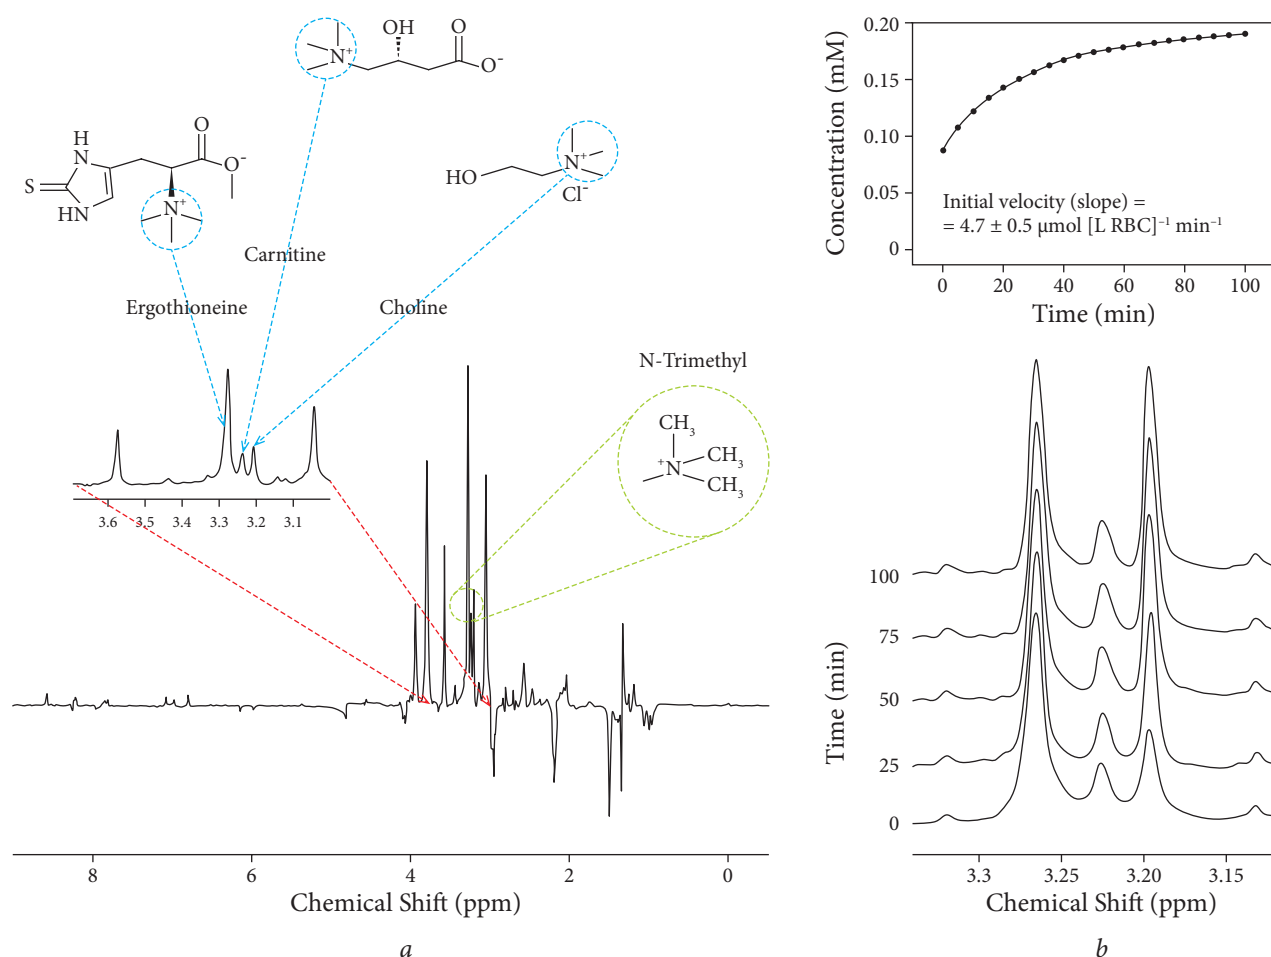 OH
O
N⁺
O⁻
H
N
O
O⁻
S
HN
N⁺
HO
N⁺
Cl⁻
Carnitine
Ergothioneine
Choline
N-Trimethyl
CH₃
⁺N
CH₃
CH₃
3.6 3.5 3.4 3.3 3.2 3.1
8 6 4 2 0
Chemical Shift (ppm)
a
Concentration (mM)
0.20
0.15
0.10
0.05
0
Initial velocity (slope) =
= 4.7 ± 0.5 μmol [L RBC]⁻¹ min⁻¹
0 20 40 60 80 100
Time (min)
Time (min)
100
75
50
25
0
3.3 3.25 3.20 3.15
Chemical Shift (ppm)
b